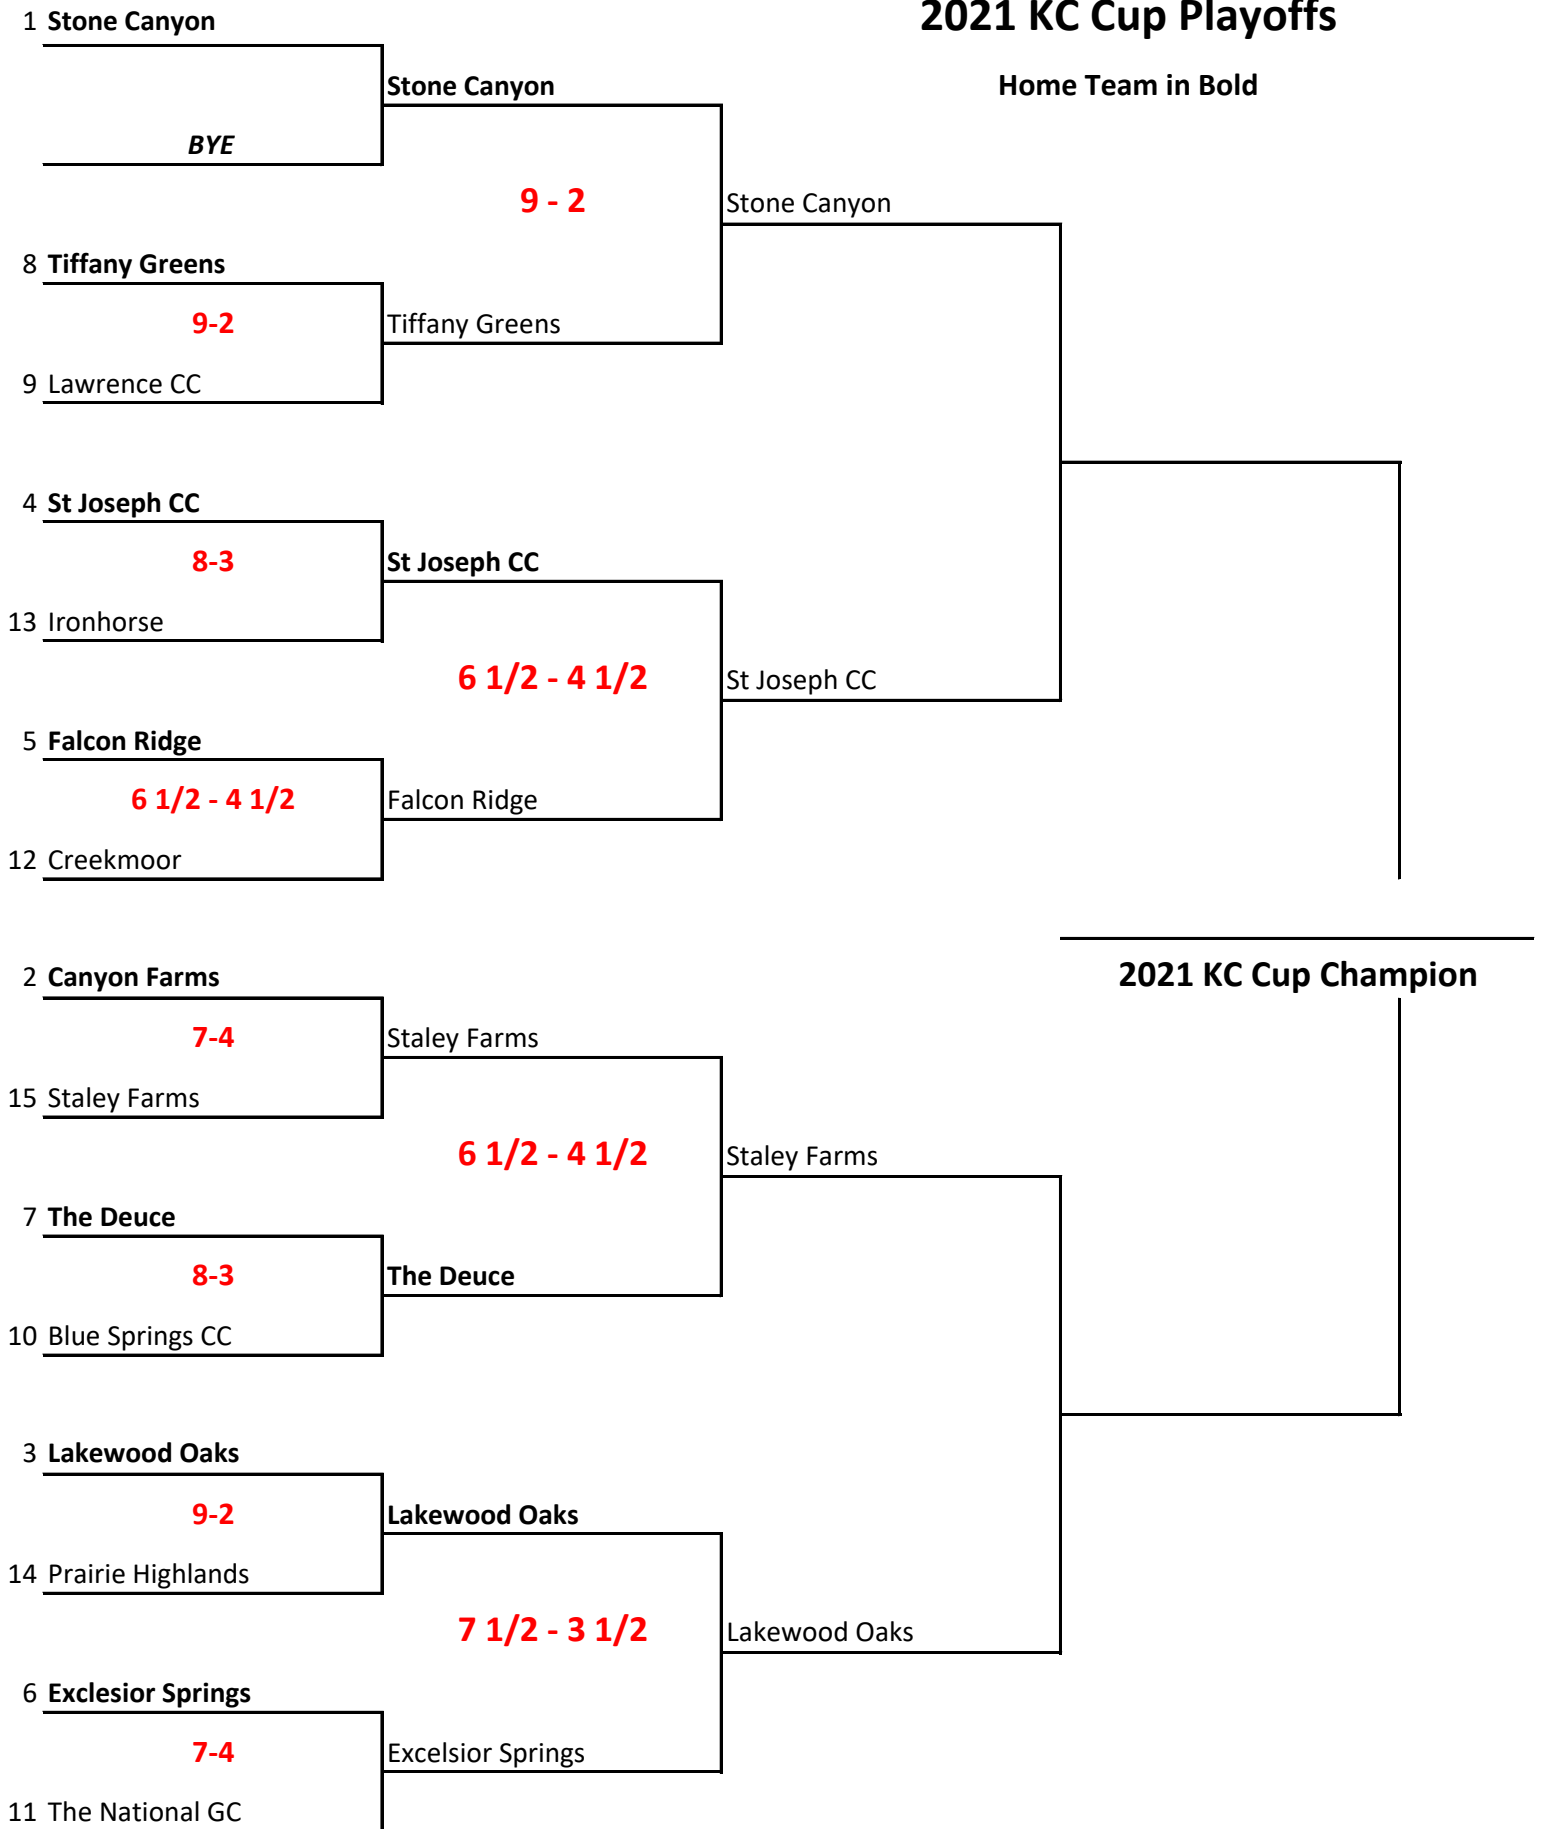 2021 KC Cup Playoffs
1 Stone Canyon
Stone Canyon
Home Team in Bold
BYE
9 - 2
Stone Canyon
8 Tiffany Greens
9-2
Tiffany Greens
9 Lawrence CC
4 St Joseph CC
8-3
St Joseph CC
13 Ironhorse
6 1/2 - 4 1/2
St Joseph CC
5 Falcon Ridge
6 1/2 - 4 1/2
Falcon Ridge
12 Creekmoor
2021 KC Cup Champion
2 Canyon Farms
7-4
Staley Farms
15 Staley Farms
6 1/2 - 4 1/2
Staley Farms
7 The Deuce
8-3
The Deuce
10 Blue Springs CC
3 Lakewood Oaks
9-2
Lakewood Oaks
14 Prairie Highlands
7 1/2 - 3 1/2
Lakewood Oaks
6 Exclesior Springs
7-4
Excelsior Springs
11 The National GC